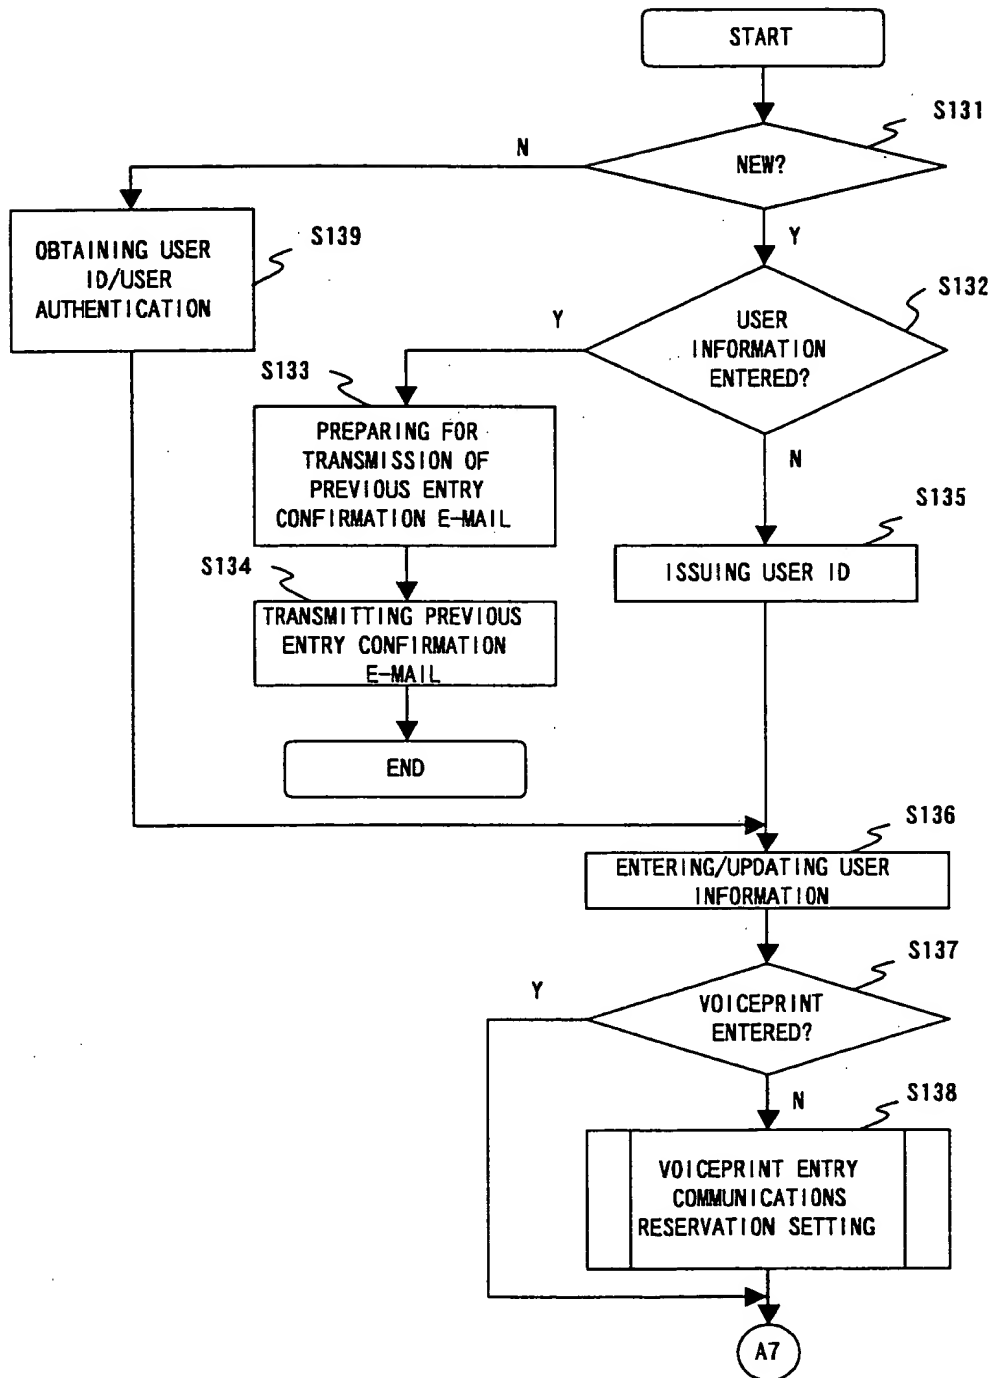 START
S131
N
NEW?
S139
Y
OBTAINING USER
ID/USER
AUTHENTICATION
S132
Y
USER
INFORMATION
ENTERED?
S133
PREPARING FOR
TRANSMISSION OF
PREVIOUS ENTRY
CONFIRMATION E-MAIL
N
S135
ISSUING USER ID
S134
TRANSMITTING PREVIOUS
ENTRY CONFIRMATION
E-MAIL
END
S136
ENTERING/UPDATING USER
INFORMATION
S137
Y
VOICEPRINT
ENTERED?
N
S138
VOICEPRINT ENTRY
COMMUNICATIONS
RESERVATION SETTING
A7